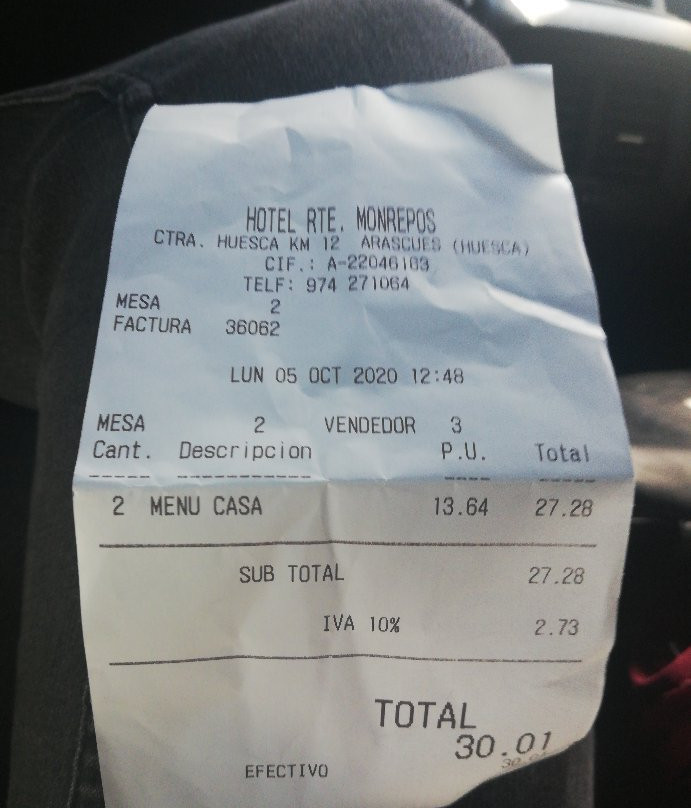 HOTEL RTE. MONREPOS
CTRA. HUESCA KM 12 ARASCUES (HUESCA)
CIF.: A-22046163
TELF: 974 271064
MESA 2
FACTURA 36062
LUN 05 OCT 2020 12:48
MESA 2 VENDEDOR 3
Cant. Descripcion P.U. Total
2 MENU CASA 13.64 27.28
SUB TOTAL 27.28
IVA 10% 2.73
TOTAL
30.01
EFECTIVO